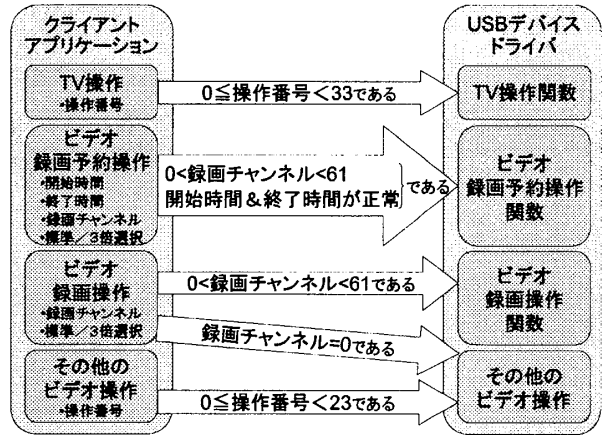 クライアント
アプリケーション
TV操作
・操作番号
ビデオ
録画予約操作
・開始時間
・終了時間
・録画チャンネル
・標準／3倍選択
ビデオ
録画操作
・録画チャンネル
・標準／3倍選択
その他の
ビデオ操作
・操作番号
0≦操作番号<33である
0<録画チャンネル<61
開始時間＆終了時間が正常
である
0<録画チャンネル<61である
録画チャンネル=0である
0≦操作番号<23である
USBデバイス
ドライバ
TV操作関数
ビデオ
録画予約操作
関数
ビデオ
録画操作
関数
その他の
ビデオ操作